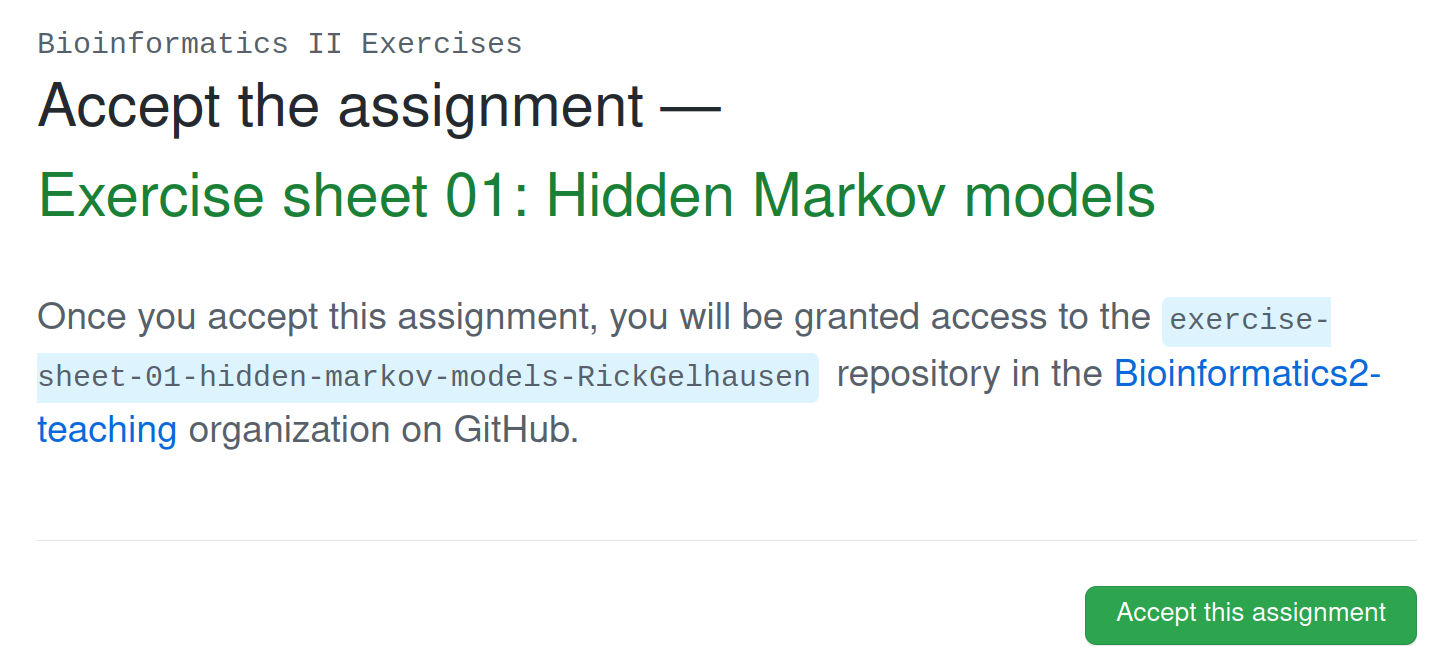 Bioinformatics II Exercises
Accept the assignment —
Exercise sheet 01: Hidden Markov models
Once you accept this assignment, you will be granted access to the exercise-
sheet-01-hidden-markov-models-RickGelhausen repository in the Bioinformatics2-
teaching organization on GitHub.
Accept this assignment